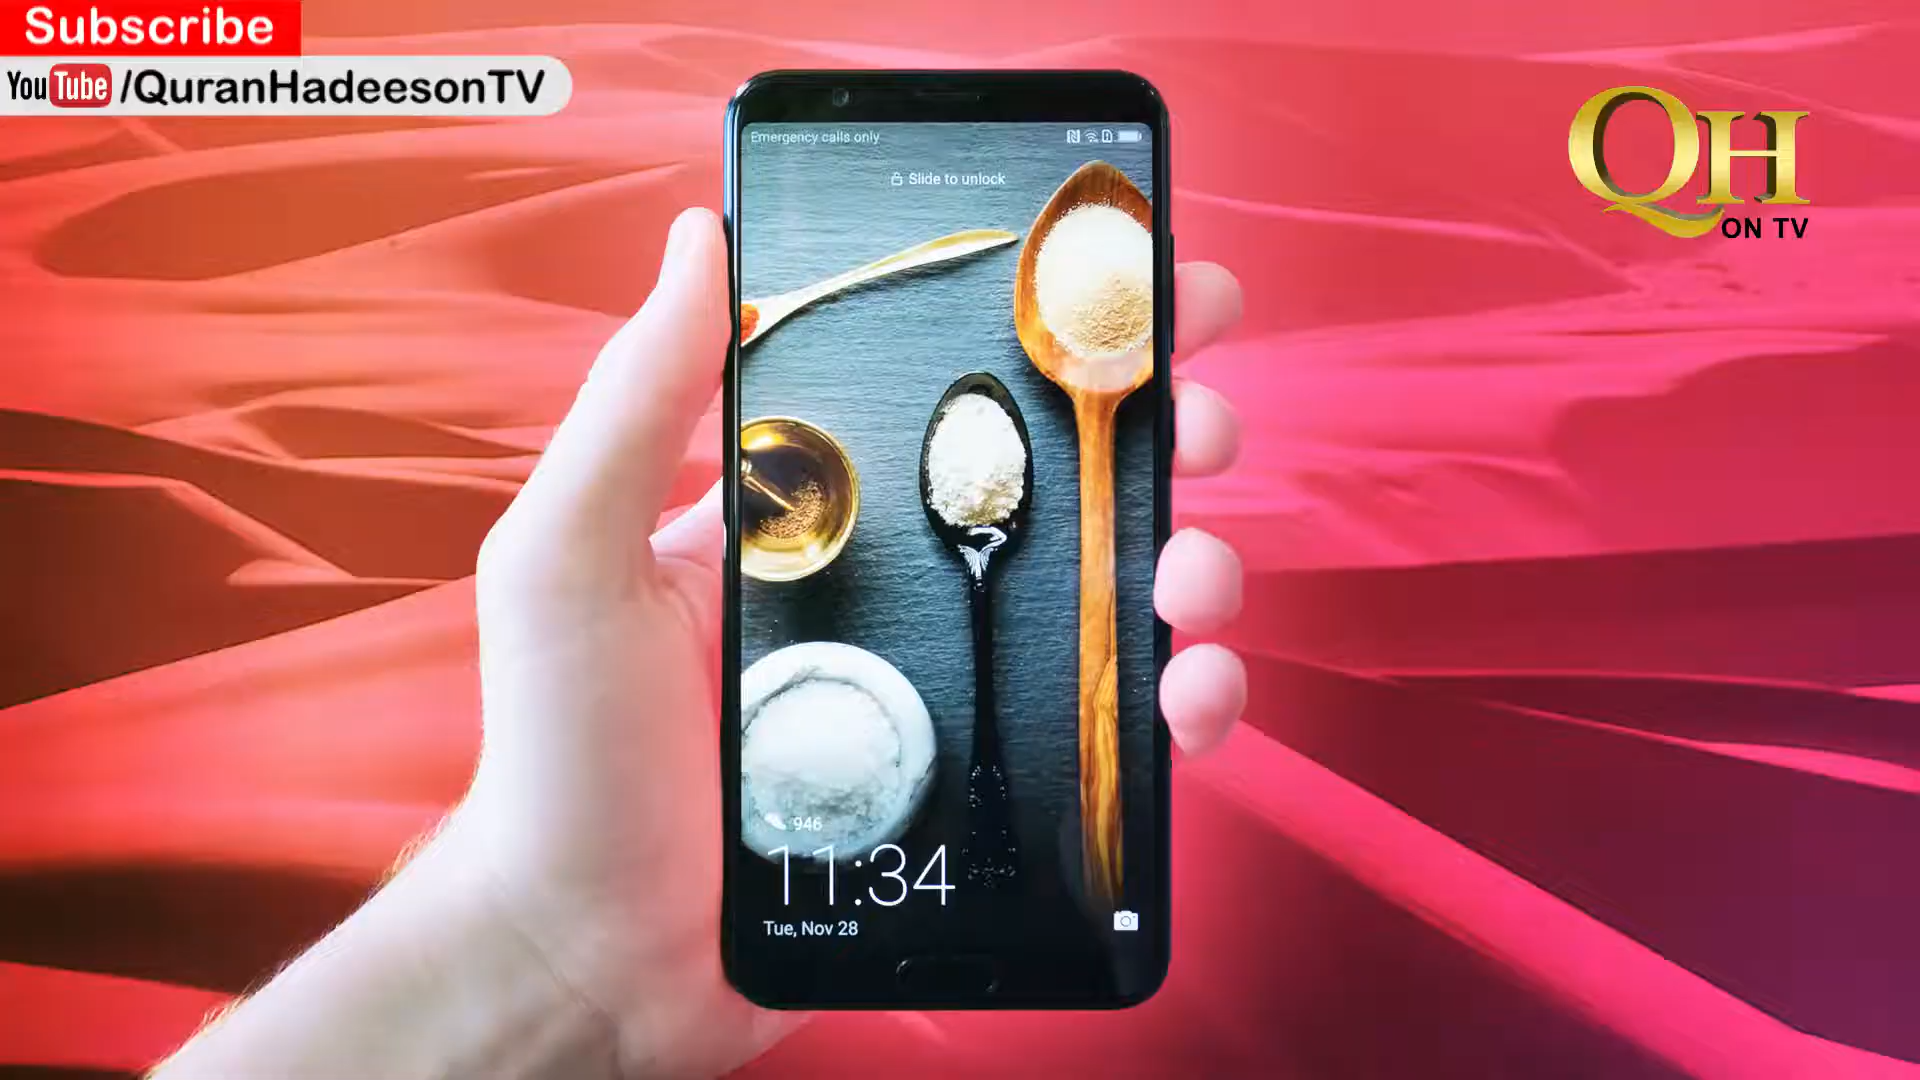 Subscribe
YouTube /QuranHadeesonTV
QH
ON TV
Emergency calls only
Slide to unlock
946
11:34
Tue, Nov 28